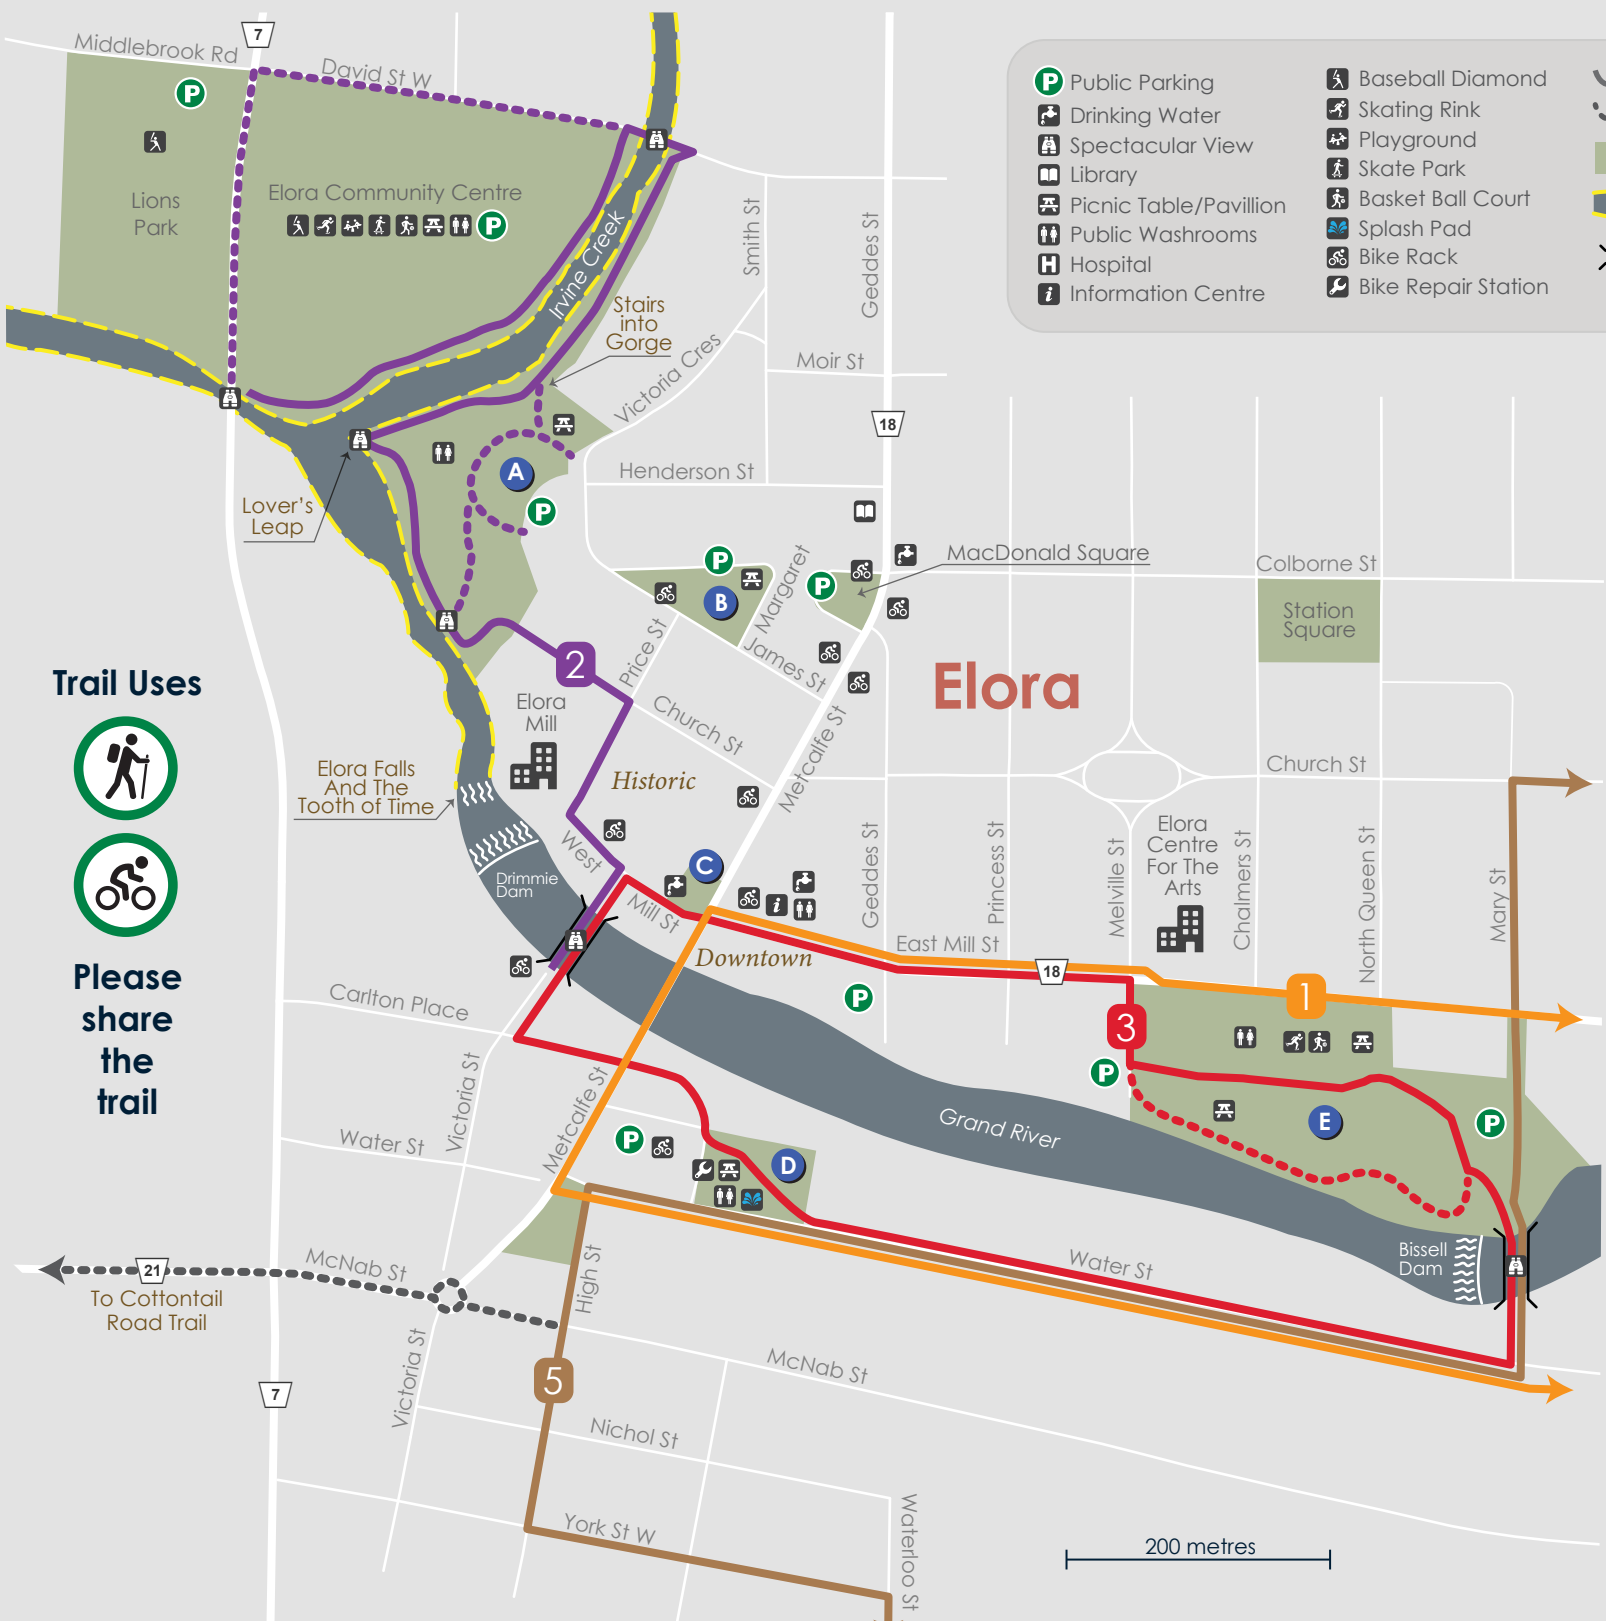 7
Middlebrook Rd
David St W
P
Lions
Park
Elora Community Centre
P
Irvine Creek
Stairs
into
Gorge
Smith St
Geddes St
Victoria Cres
Moir St
18
P Public Parking
Drinking Water
Spectacular View
Library
Picnic Table/Pavillion
Public Washrooms
H Hospital
i Information Centre
Baseball Diamond
Skating Rink
Playground
Skate Park
Basket Ball Court
Splash Pad
Bike Rack
Bike Repair Station
Henderson St
A
P
Lover's
Leap
P
B
Margaret
P
MacDonald Square
Colborne St
Station
Square
Price St
James St
2
Elora
Mill
Church St
Metcalfe St
Elora
Historic
Church St
Trail Uses
Elora Falls
And The
Tooth of Time
West
Drimmie
Dam
C
i
Mill St
Downtown
Geddes St
Princess St
Melville St
Elora
Centre
For The
Arts
Chalmers St
North Queen St
Mary St
East Mill St
18
1
P
3
P
Please
share
the
trail
Carlton Place
Victoria St
Metcalfe St
Water St
P
D
Grand River
E
P
Bissell
Dam
Water St
21
McNab St
To Cottontail
Road Trail
High St
7
Victoria St
5
McNab St
Nichol St
York St W
Waterloo St
200 metres